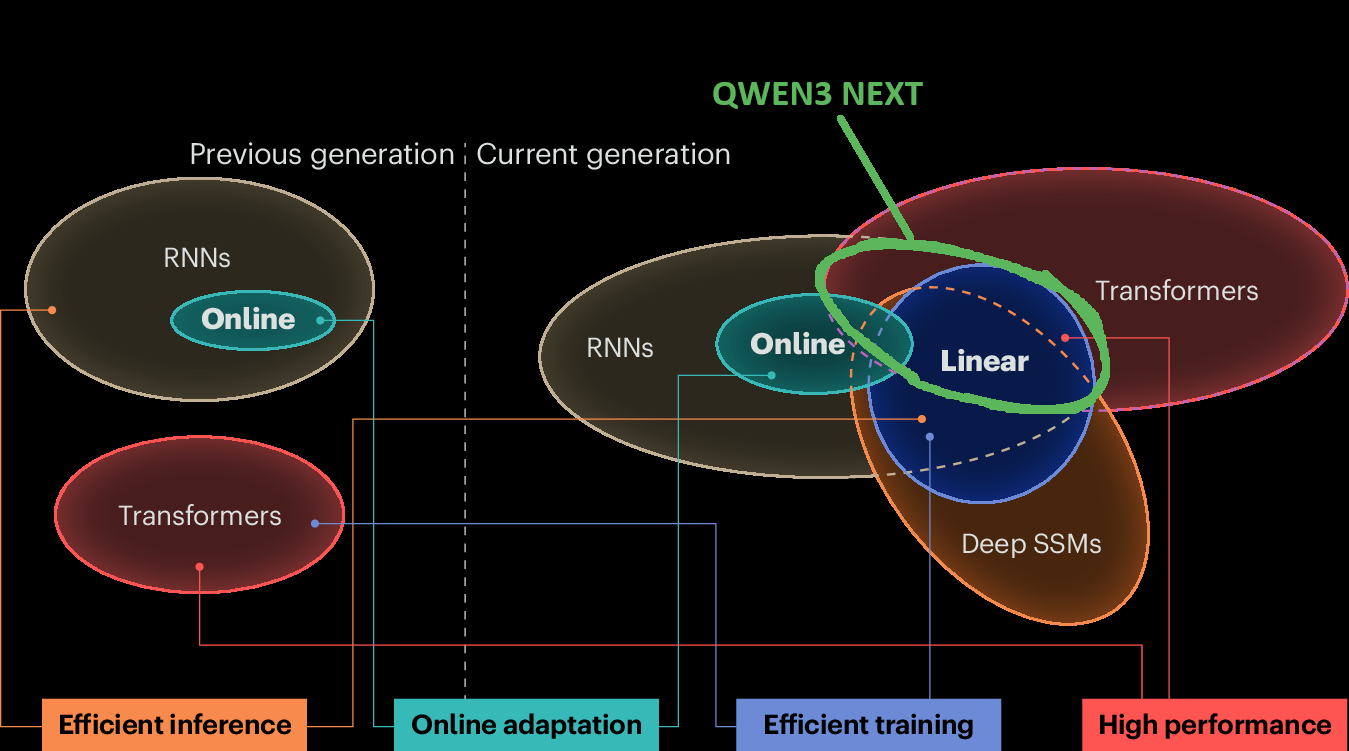 QWEN3 NEXT
Previous generation
Current generation
RNNs
Online
Transformers
RNNs
Online
Linear
Transformers
Deep SSMs
Efficient inference
Online adaptation
Efficient training
High performance